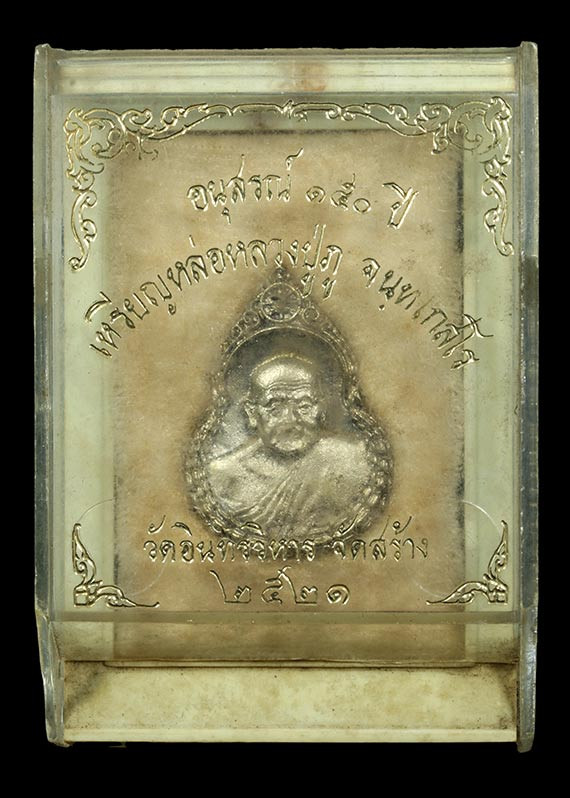 อนุสรณ์ ๑๕๐ ปี
เหรียญหล่อหลวงปู่ภู จนฺทเกสโร
วัดอินทรวิหาร จัดสร้าง
๒๕๒๑